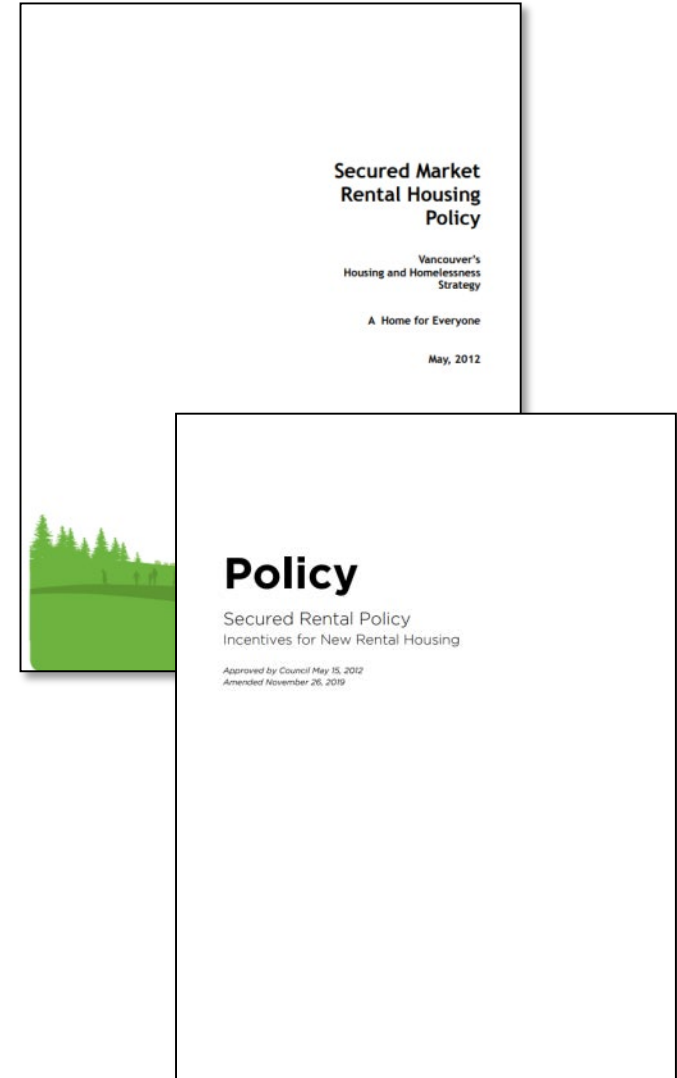 Secured Market
Rental Housing
Policy
Vancouver's
Housing and Homelessness
Strategy
A Home for Everyone
May, 2012
Policy
Secured Rental Policy
Incentives for New Rental Housing
Approved by Council May 15, 2012
Amended November 26, 2019